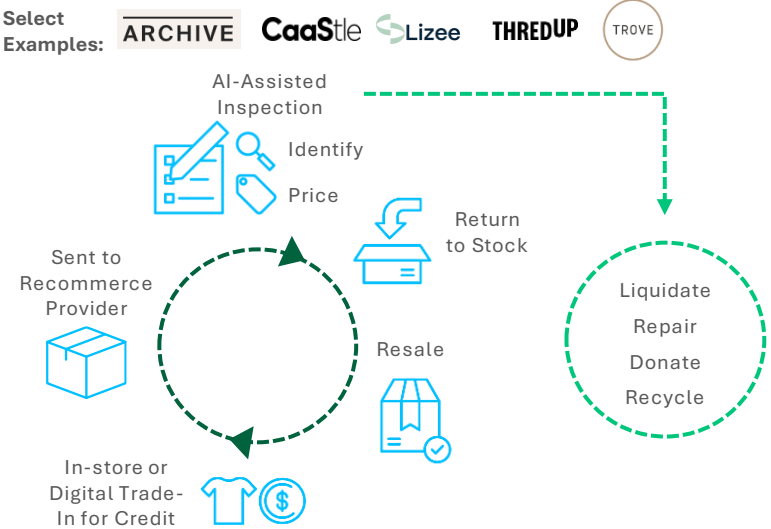 Select
Examples:
ARCHIVE
CaaStle
Lizee
THREDUP
TROVE
AI-Assisted
Inspection
Identify
Price
Return
to Stock
Sent to
Recommerce
Provider
Resale
In-store or
Digital Trade-
In for Credit
$
Liquidate
Repair
Donate
Recycle